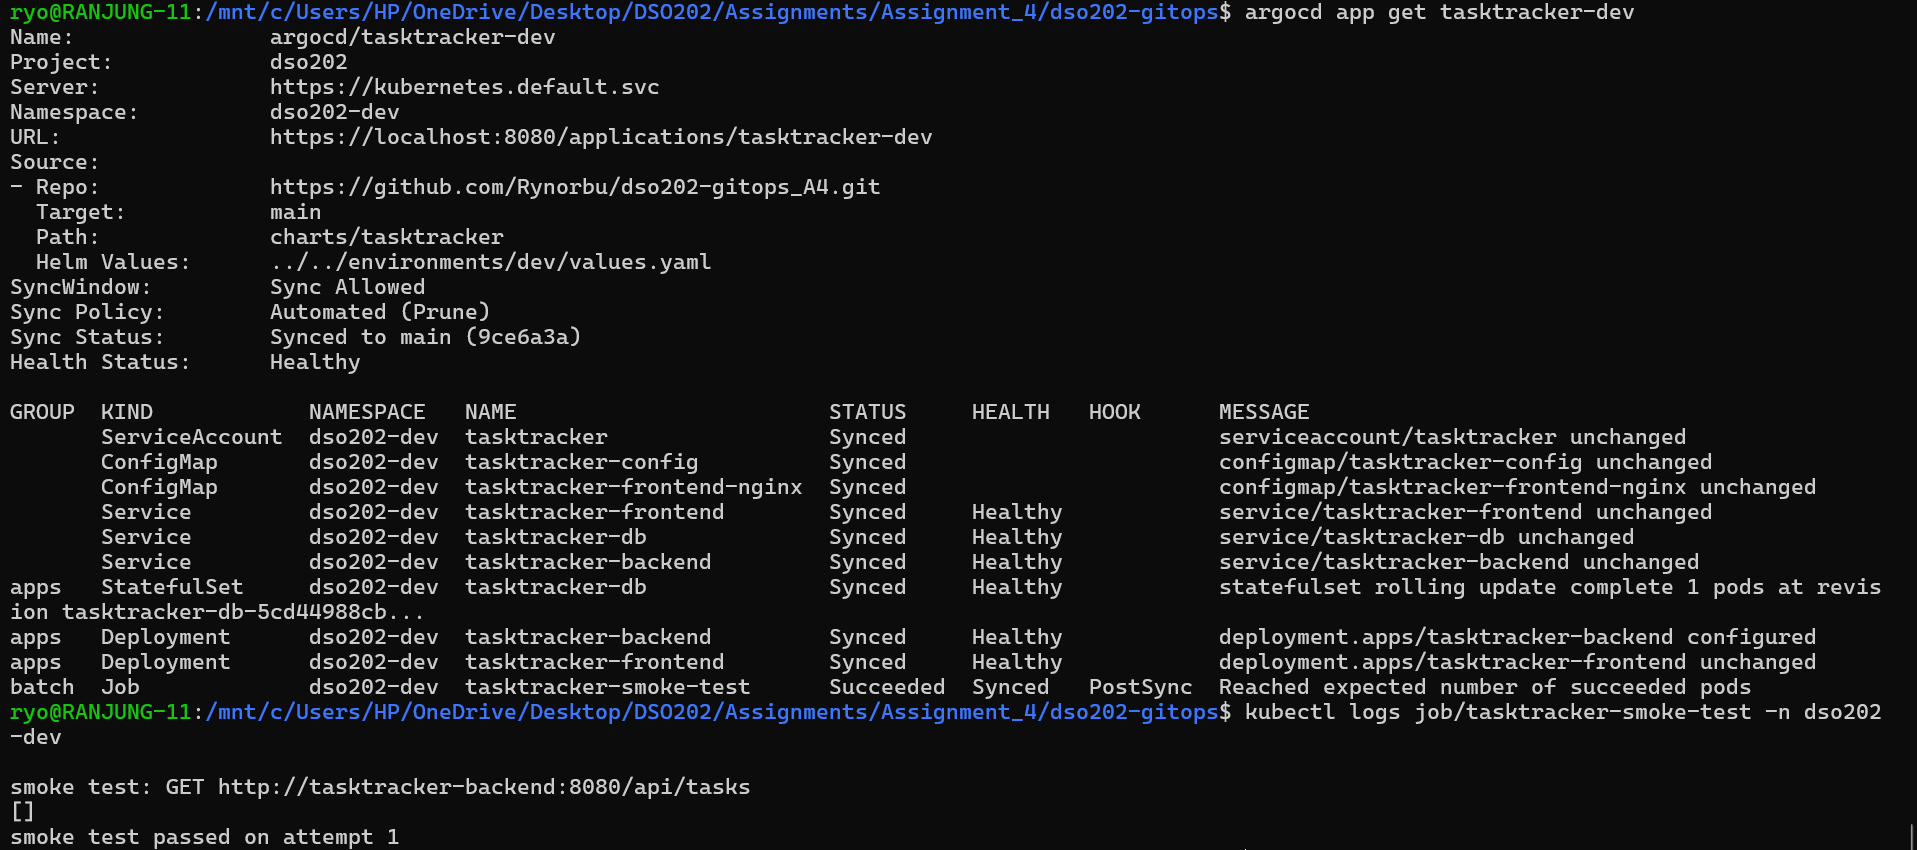 ryo@RANJUNG-11:/mnt/c/Users/HP/OneDrive/Desktop/DSO202/Assignments/Assignment_4/dso202-gitops$ argocd app get tasktracker-dev
Name:               argocd/tasktracker-dev
Project:            dso202
Server:             https://kubernetes.default.svc
Namespace:          dso202-dev
URL:                https://localhost:8080/applications/tasktracker-dev
Source:
- Repo:             https://github.com/Rynorbu/dso202-gitops_A4.git
  Target:           main
  Path:             charts/tasktracker
  Helm Values:      ../../environments/dev/values.yaml
SyncWindow:         Sync Allowed
Sync Policy:        Automated (Prune)
Sync Status:        Synced to main (9ce6a3a)
Health Status:      Healthy

GROUP  KIND            NAMESPACE   NAME                        STATUS     HEALTH   HOOK      MESSAGE
       ServiceAccount  dso202-dev  tasktracker                 Synced                        serviceaccount/tasktracker unchanged
       ConfigMap       dso202-dev  tasktracker-config          Synced                        configmap/tasktracker-config unchanged
       ConfigMap       dso202-dev  tasktracker-frontend-nginx  Synced                        configmap/tasktracker-frontend-nginx unchanged
       Service         dso202-dev  tasktracker-frontend        Synced     Healthy            service/tasktracker-frontend unchanged
       Service         dso202-dev  tasktracker-db              Synced     Healthy            service/tasktracker-db unchanged
       Service         dso202-dev  tasktracker-backend         Synced     Healthy            service/tasktracker-backend unchanged
apps   StatefulSet     dso202-dev  tasktracker-db              Synced     Healthy            statefulset rolling update complete 1 pods at revis
ion tasktracker-db-5cd44988cb...
apps   Deployment      dso202-dev  tasktracker-backend         Synced     Healthy            deployment.apps/tasktracker-backend configured
apps   Deployment      dso202-dev  tasktracker-frontend        Synced     Healthy            deployment.apps/tasktracker-frontend unchanged
batch  Job             dso202-dev  tasktracker-smoke-test      Succeeded  Synced   PostSync  Reached expected number of succeeded pods
ryo@RANJUNG-11:/mnt/c/Users/HP/OneDrive/Desktop/DSO202/Assignments/Assignment_4/dso202-gitops$ kubectl logs job/tasktracker-smoke-test -n dso202
-dev

smoke test: GET http://tasktracker-backend:8080/api/tasks
[]
smoke test passed on attempt 1